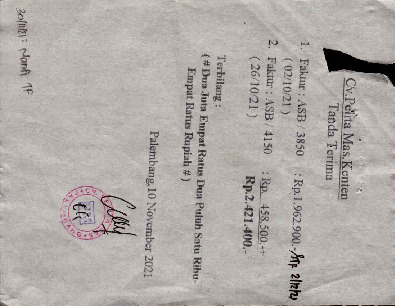 Cv.Pelita Mas.Kenten
Tanda Terima
1. Faktur : ASB / 3850 : Rp.1.962.900.-
( 02/10/21 )
2. Faktur : ASB / 4150 : Rp. 458.500.-
( 26/10/21 )
Rp.2.421.400.-
Terbilang :
( # Dua Juta Empat Ratus Dua Puluh Satu Ribu
Empat Ratus Rupiah # )
Palembang,10 November 2021